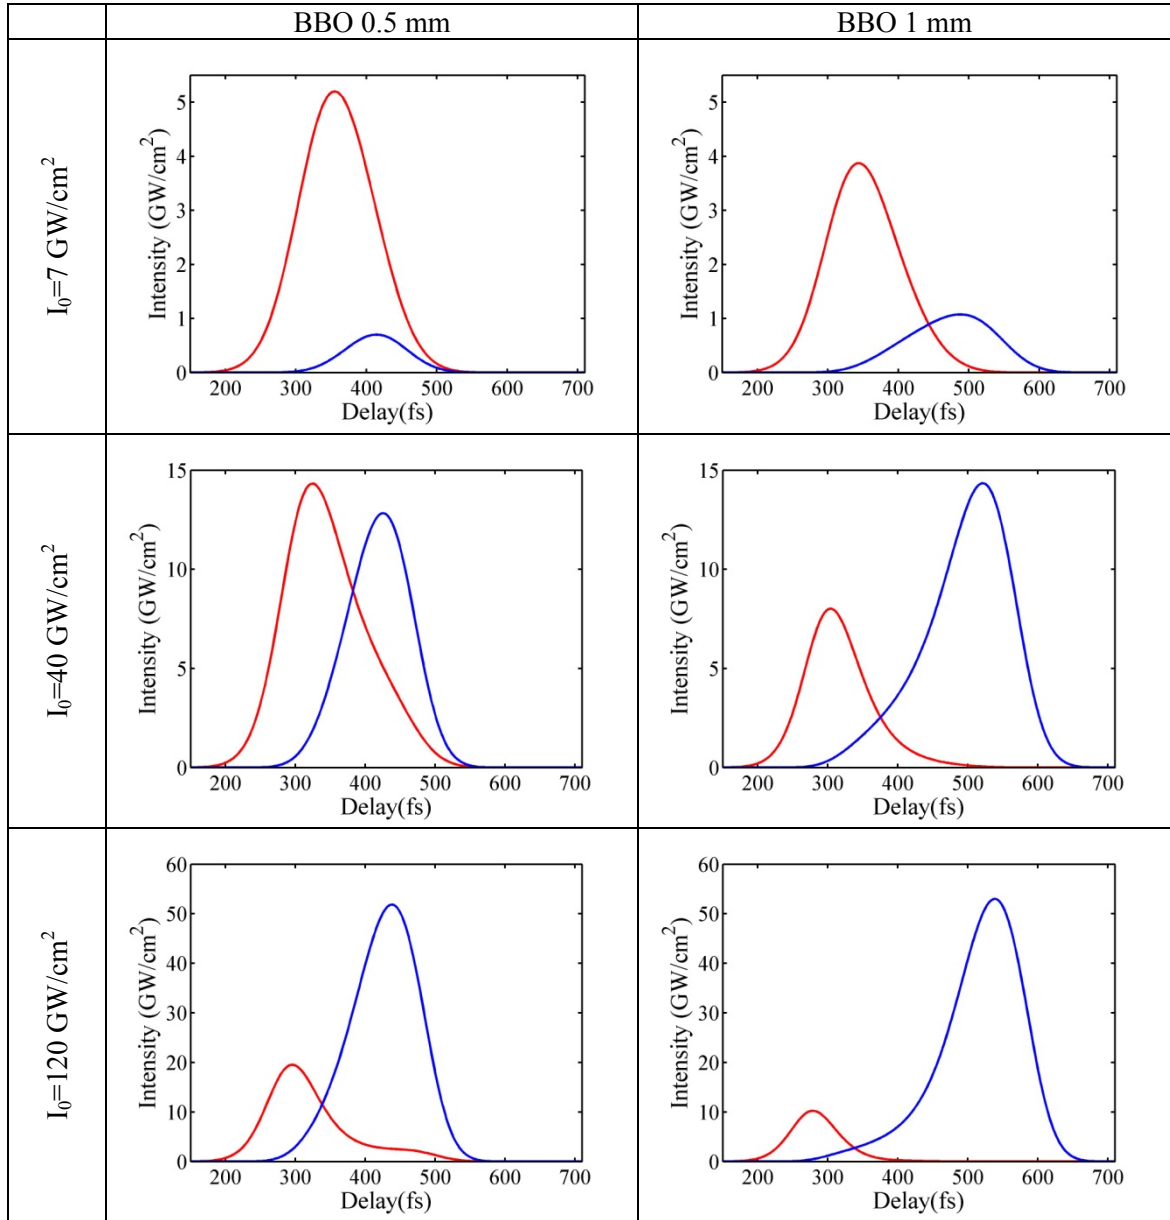 BBO 0.5 mm
BBO 1 mm
I₀=7 GW/cm²
Intensity (GW/cm²)
5
4
3
2
1
0
200 300 400 500 600 700
Delay(fs)
Intensity (GW/cm²)
5
4
3
2
1
0
200 300 400 500 600 700
Delay(fs)
I₀=40 GW/cm²
Intensity (GW/cm²)
15
10
5
0
200 300 400 500 600 700
Delay(fs)
Intensity (GW/cm²)
15
10
5
0
200 300 400 500 600 700
Delay(fs)
I₀=120 GW/cm²
Intensity (GW/cm²)
60
50
40
30
20
10
0
200 300 400 500 600 700
Delay(fs)
Intensity (GW/cm²)
60
50
40
30
20
10
0
200 300 400 500 600 700
Delay(fs)